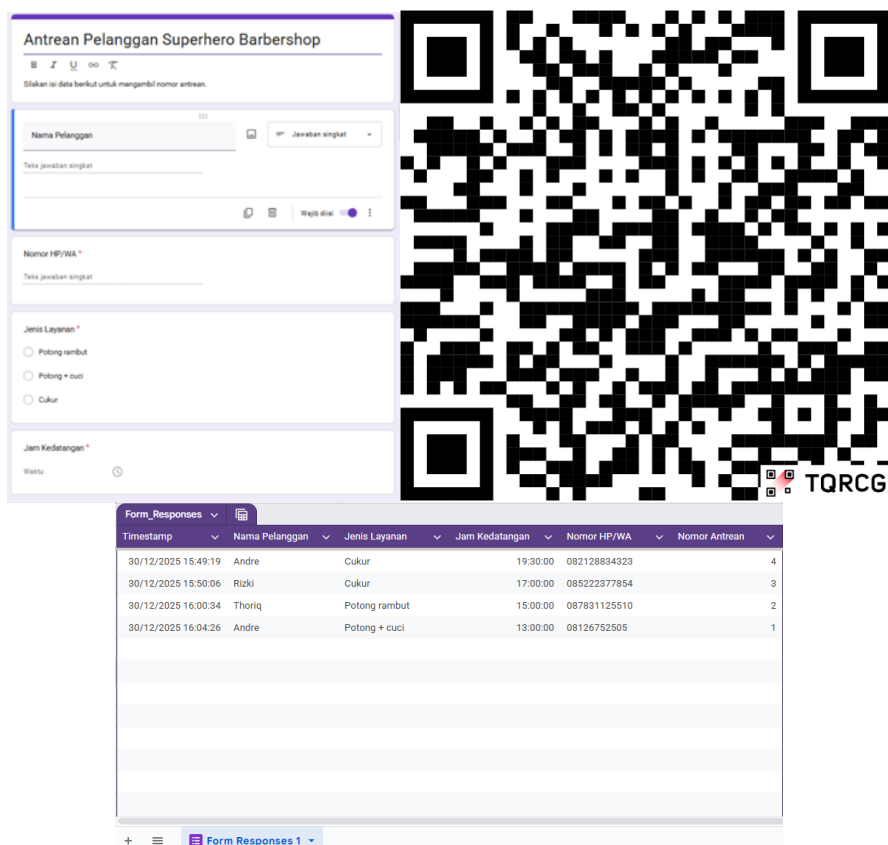 Antrean Pelanggan Superhero Barbershop
B I U
Silakan isi data berikut untuk mengambil nomor antrean.
Nama Pelanggan
Jawaban singkat
Teks jawaban singkat
Wajib diisi
Nomor HP/WA *
Teks jawaban singkat
Jenis Layanan *
Potong rambut
Potong + cuci
Cukur
Jam Kedatangan *
Waktu
TQRCG
Form_Responses
Timestamp Nama Pelanggan Jenis Layanan Jam Kedatangan Nomor HP/WA Nomor Antrean
30/12/2025 15:49:19 Andre Cukur 19:30:00 082128834323 4
30/12/2025 15:50:06 Rizki Cukur 17:00:00 085222377854 3
30/12/2025 16:00:34 Thoriq Potong rambut 15:00:00 087831125510 2
30/12/2025 16:04:26 Andre Potong + cuci 13:00:00 08126752505 1
Form Responses 1